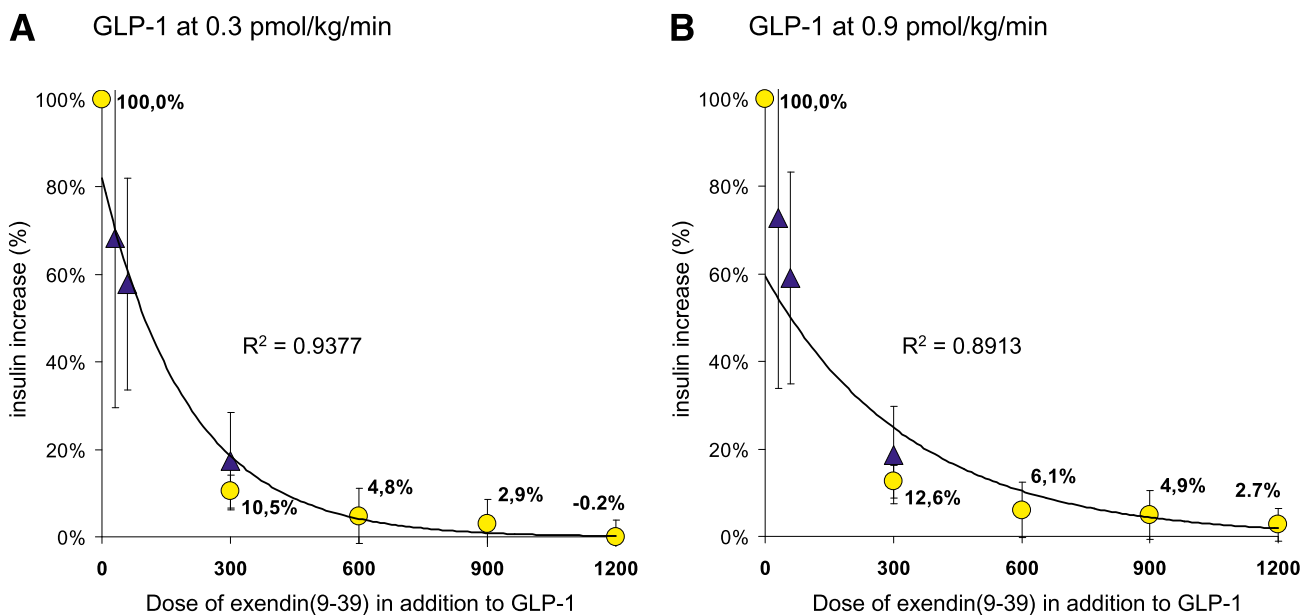 A GLP-1 at 0.3 pmol/kg/min
insulin increase (%)
100%
80%
60%
40%
20%
0%
100,0%
R² = 0.9377
10,5%
4,8%
2,9%
-0.2%
0 300 600 900 1200
Dose of exendin(9-39) in addition to GLP-1
B GLP-1 at 0.9 pmol/kg/min
insulin increase (%)
100%
80%
60%
40%
20%
0%
100,0%
R² = 0.8913
12,6%
6,1%
4,9%
2.7%
0 300 600 900 1200
Dose of exendin(9-39) in addition to GLP-1